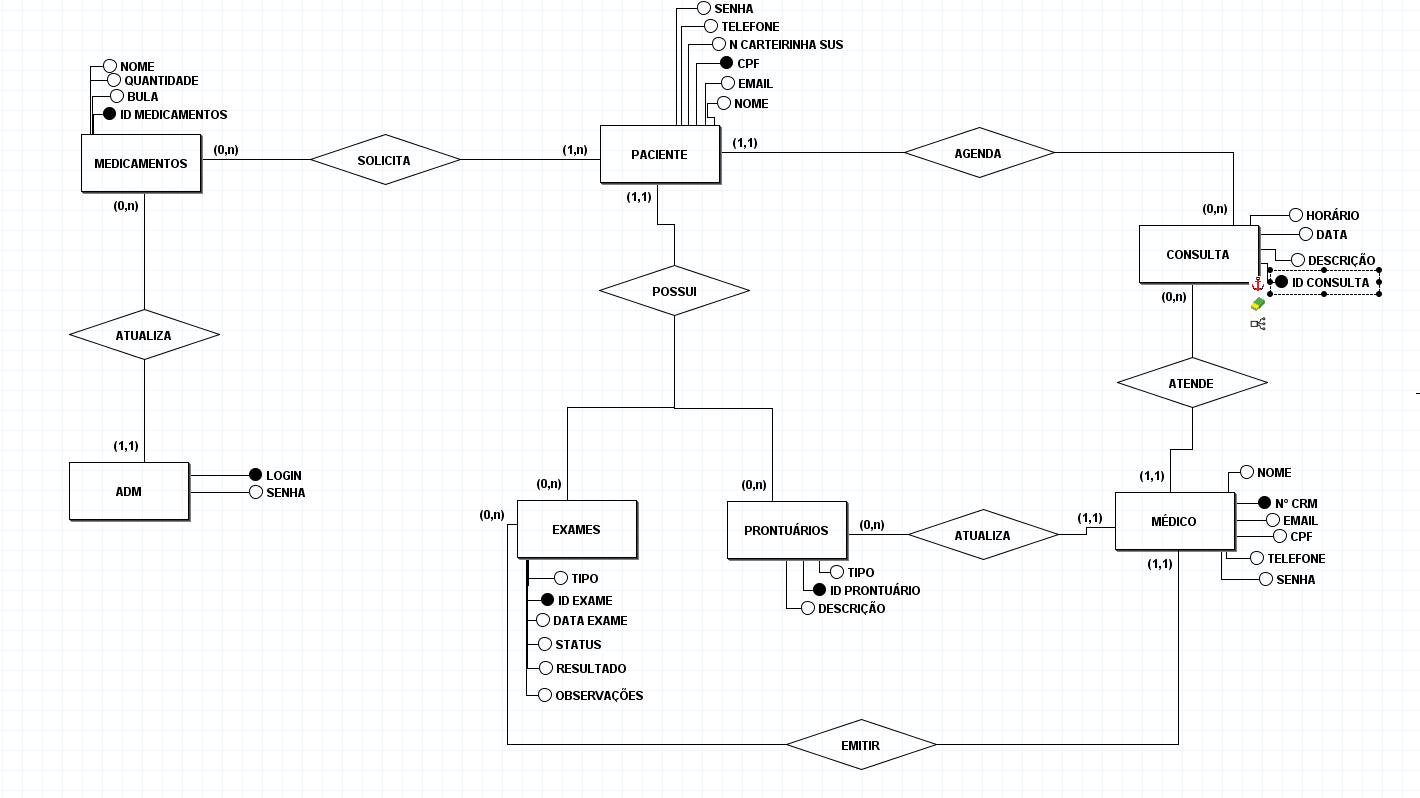 SENHA
TELEFONE
N CARTEIRINHA SUS
CPF
EMAIL
NOME
NOME
QUANTIDADE
BULA
ID MEDICAMENTOS
MEDICAMENTOS
(0,n)
SOLICITA
(1,n)
PACIENTE
(1,1)
AGENDA
(1,1)
(0,n)
(0,n)
HORÁRIO
DATA
DESCRIÇÃO
ID CONSULTA
CONSULTA
(0,n)
POSSUI
ATUALIZA
ATENDE
(1,1)
ADM
LOGIN
SENHA
(0,n)
(0,n)
(0,n)
EXAMES
PRONTUÁRIOS
(0,n)
ATUALIZA
(1,1)
(1,1)
MÉDICO
NOME
Nº CRM
EMAIL
CPF
TELEFONE
SENHA
(1,1)
TIPO
ID EXAME
DATA EXAME
STATUS
RESULTADO
OBSERVAÇÕES
TIPO
ID PRONTUÁRIO
DESCRIÇÃO
EMITIR